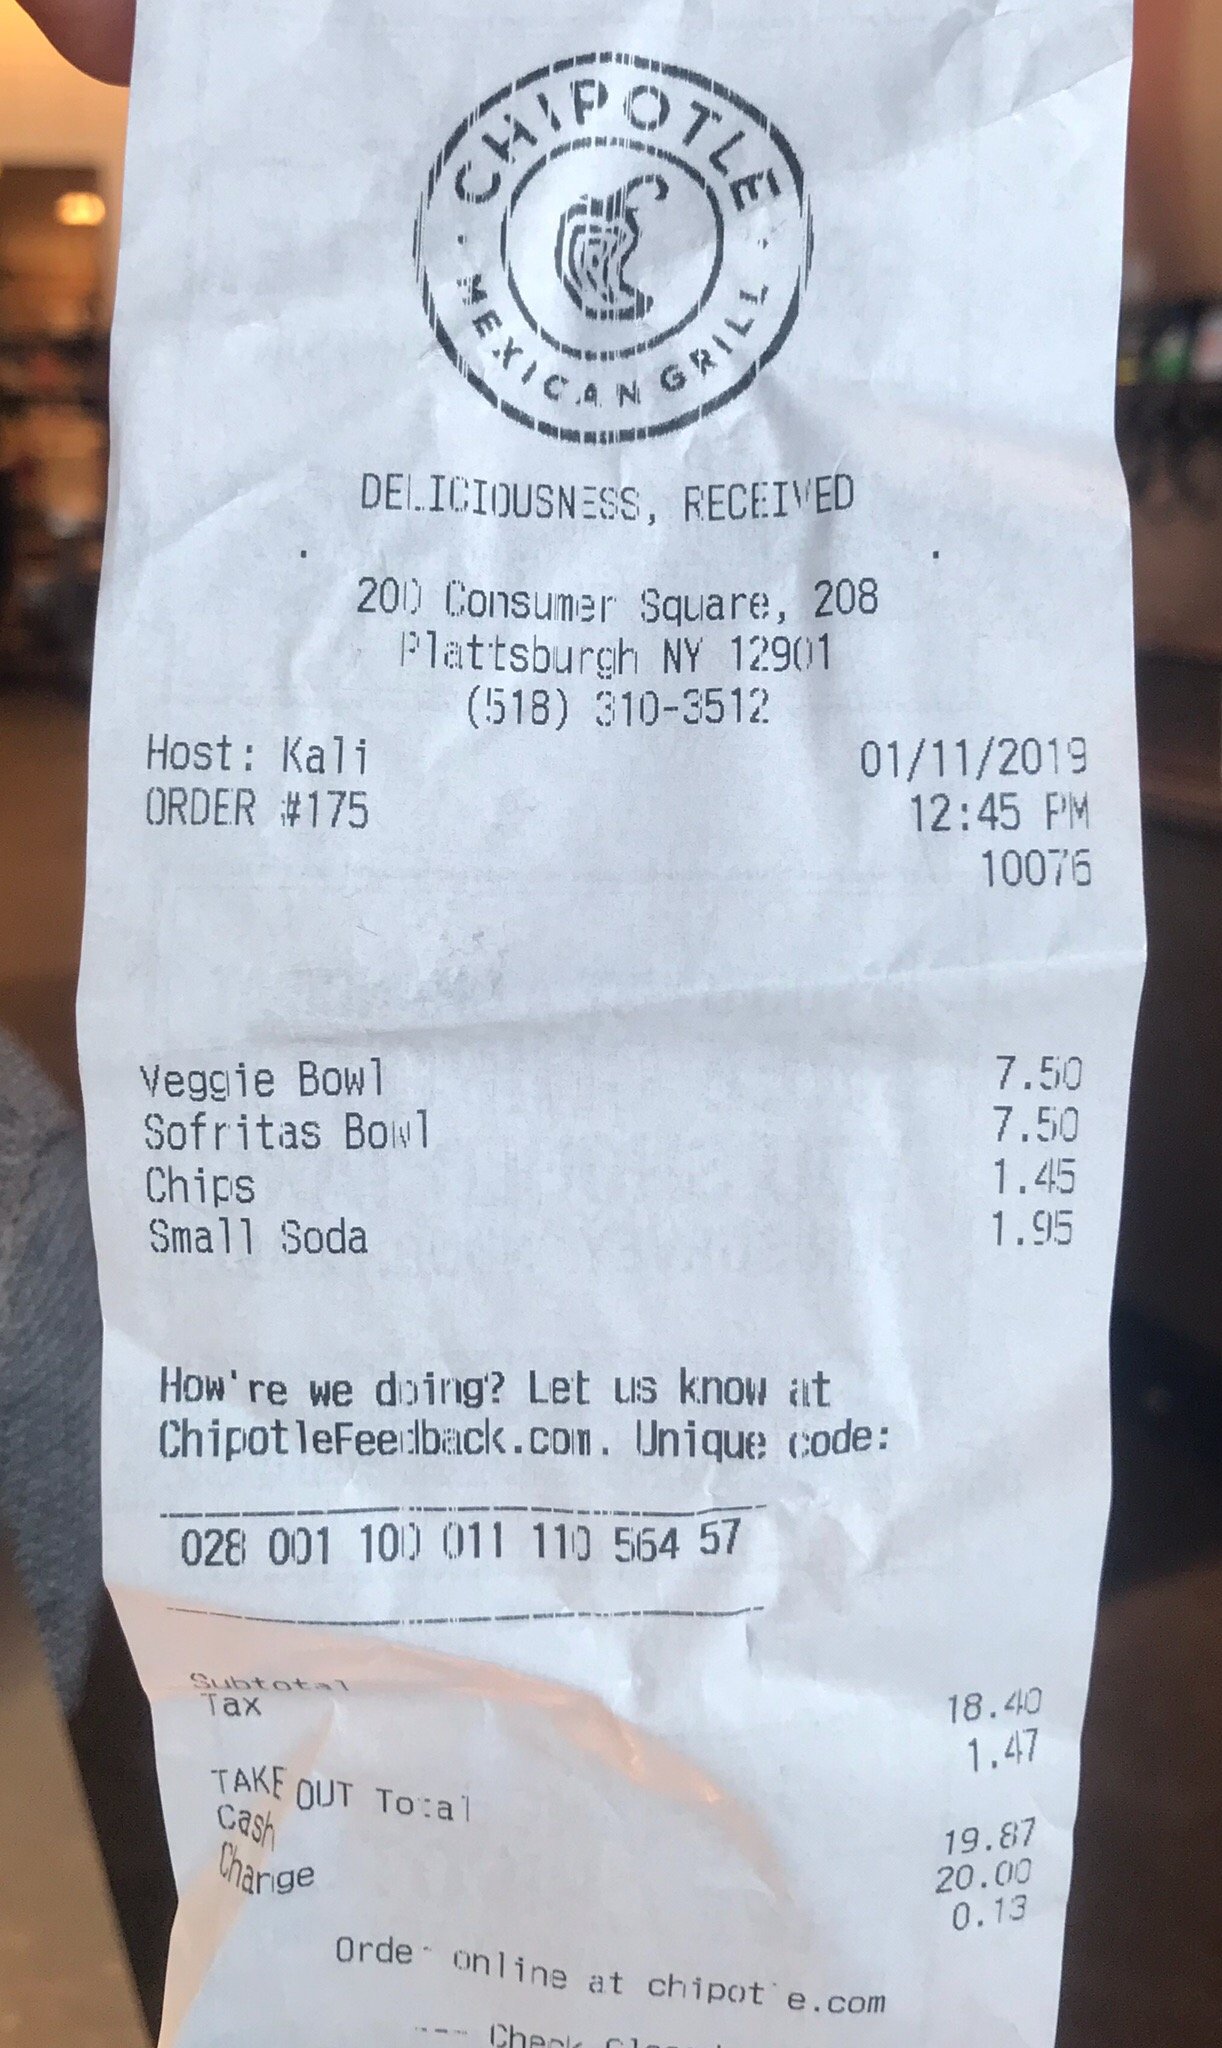 CHIPOTLE
MEXICAN GRILL
DELICIOUSNESS, RECEIVED
200 Consumer Square, 208
Plattsburgh NY 12901
(518) 310-3512
Host: Kali 01/11/2019
ORDER #175 12:45 PM
10076
Veggie Bowl 7.50
Sofritas Bowl 7.50
Chips 1.45
Small Soda 1.95
How're we doing? Let us know at
ChipotleFeedback.com. Unique code:
028 001 100 011 110 564 57
Subtotal 18.40
Tax 1.47
TAKE OUT Total 19.87
Cash 20.00
Change 0.13
Order online at chipotle.com
--- Check